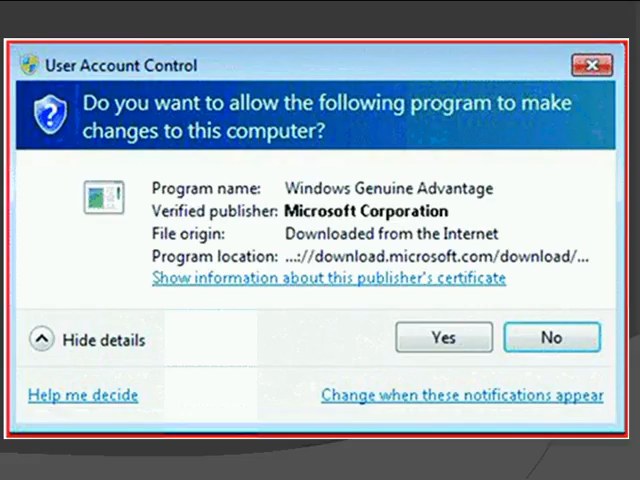 User Account Control
Do you want to allow the following program to make
changes to this computer?
Program name: Windows Genuine Advantage
Verified publisher: Microsoft Corporation
File origin: Downloaded from the Internet
Program location: ...://download.microsoft.com/download/...
Show information about this publisher's certificate
Hide details
Yes
No
Help me decide
Change when these notifications appear